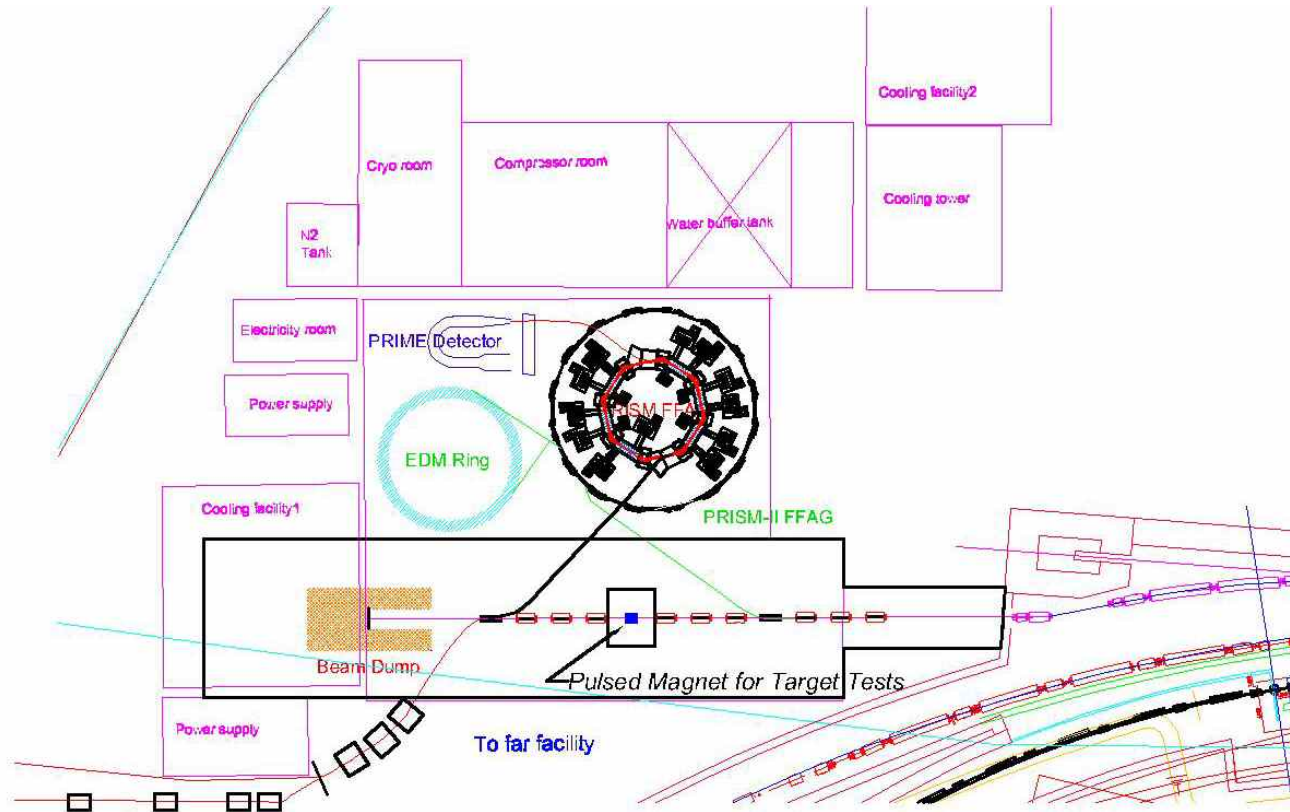 Cooling facility2
Cryo room
Compressor room
Cooling tower
Water buffer tank
N2
Tank
Electricity room
PRIME Detector
Power supply
PRISM FFAG
EDM Ring
Cooling facility1
PRISM-II FFAG
Beam Dump
Pulsed Magnet for Target Tests
Power supply
To far facility